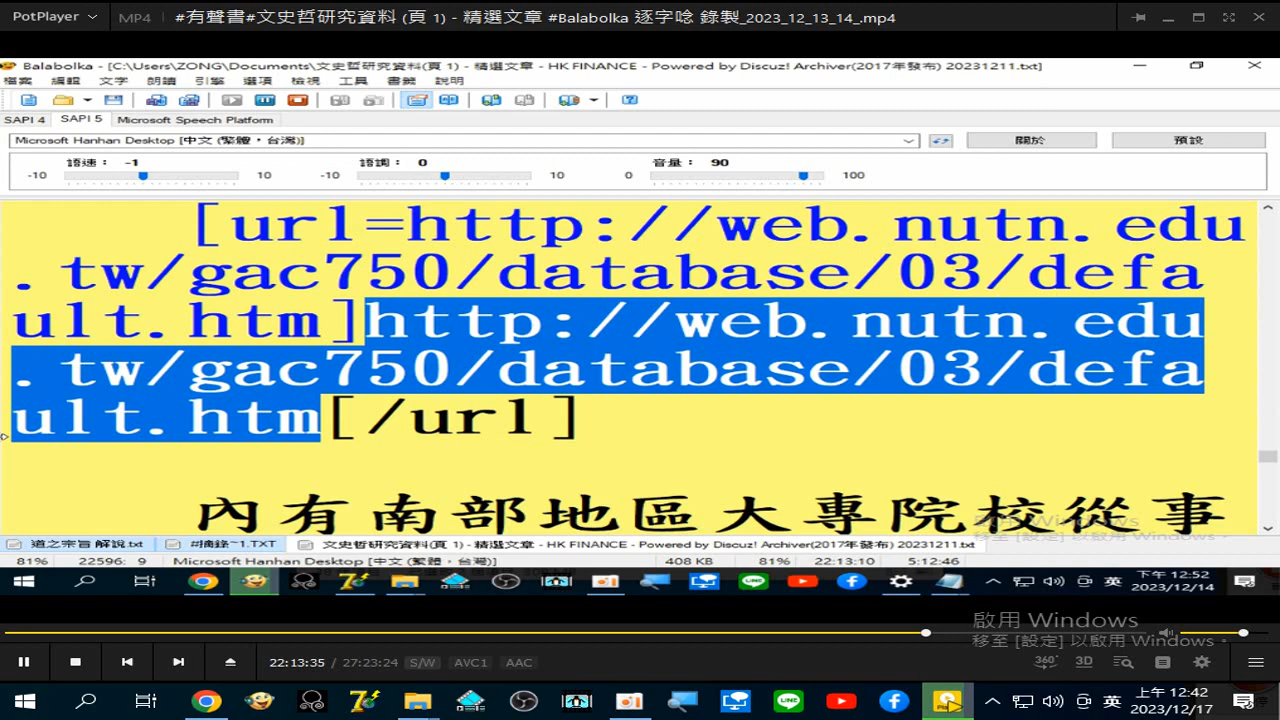 PotPlayer MP4 #有聲書#文史哲研究資料 (頁 1) - 精選文章 #Balabolka 逐字唸 錄製_2023_12_13_14_.mp4
Balabolka - [C:\Users\ZONG\Documents\文史哲研究資料(頁 1) - 精選文章 - HK FINANCE - Powered by Discuz! Archiver(2017年發布) 20231211.txt]
檔案 編輯 文字 朗讀 引擎 選項 檢視 工具 書籤 說明
SAPI 4 SAPI 5 Microsoft Speech Platform
Microsoft Hanhan Desktop [中文 (繁體，台灣)]
關於 預設
語速： -1 語調： 0 音量： 90
-10 10 -10 10 0 100
[url=http://web.nutn.edu
.tw/gac750/database/03/defa
ult.htm]http://web.nutn.edu
.tw/gac750/database/03/defa
ult.htm[/url]
內有南部地區大專院校從事
啟用 Windows
移至 [設定] 以啟用 Windows。
道之宗旨 解說.txt #摘錄~1.TXT 文史哲研究資料(頁 1) - 精選文章 - HK FINANCE - Powered by Discuz! Archiver(2017年發布) 20231211.txt
81% 22596: 9 Microsoft Hanhan Desktop [中文 (繁體，台灣)] 408 KB 81% 22:13:10 5:12:46
英 下午 12:52
2023/12/14
啟用 Windows
移至 [設定] 以啟用 Windows。
22:13:35 / 27:23:24 S/W AVC1 AAC 360° 3D
英 上午 12:42
2023/12/17